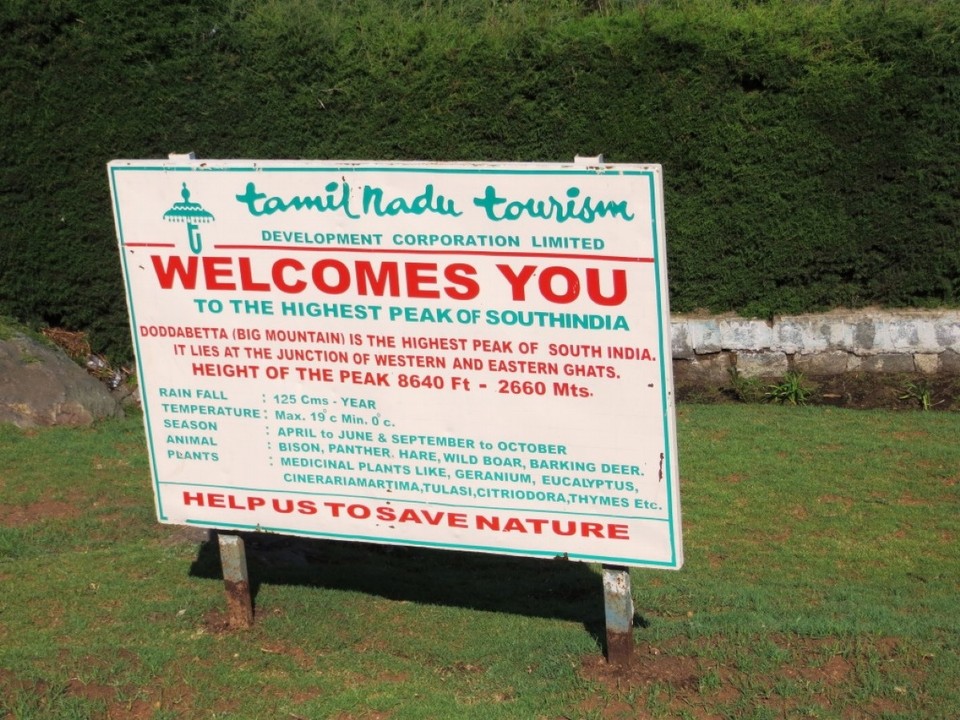 tamil nadu tourism
DEVELOPMENT CORPORATION LIMITED
WELCOMES YOU
TO THE HIGHEST PEAK OF SOUTHINDIA
DODDABETTA (BIG MOUNTAIN) IS THE HIGHEST PEAK OF SOUTH INDIA.
IT LIES AT THE JUNCTION OF WESTERN AND EASTERN GHATS.
HEIGHT OF THE PEAK 8640 Ft - 2660 Mts.
RAIN FALL : 125 Cms - YEAR
TEMPERATURE : Max. 19°c Min. 0°c.
SEASON : APRIL to JUNE & SEPTEMBER to OCTOBER
ANIMAL : BISON, PANTHER, HARE, WILD BOAR, BARKING DEER.
PLANTS : MEDICINAL PLANTS LIKE, GERANIUM, EUCALYPTUS,
CINERARIAMARTIMA,TULASI,CITRIODORA,THYMES Etc.
HELP US TO SAVE NATURE